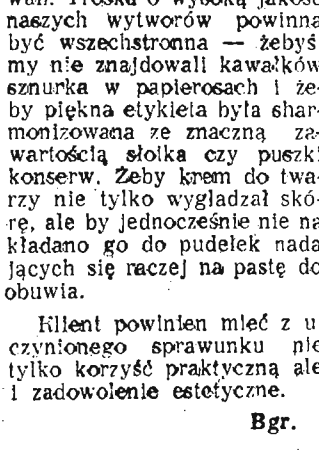 wań. Troska o wysoką jakość
naszych wytworów powinna
być wszechstronna — żebyś
my nie znajdowali kawałków
sznurka w papierosach i że-
by piękna etykieta była shar
monizowana ze znaczną za-
wartością słoika czy puszki
konserw. Żeby krem do twa-
rzy nie tylko wygładzał skó-
rę, ale by jednocześnie nie na
kładano go do pudełek nada
jących się raczej na pastę do
obuwia.
Klient powinien mieć z u
czynionego sprawunku nie
tylko korzyść praktyczną ale
i zadowolenie estetyczne.
Bgr.